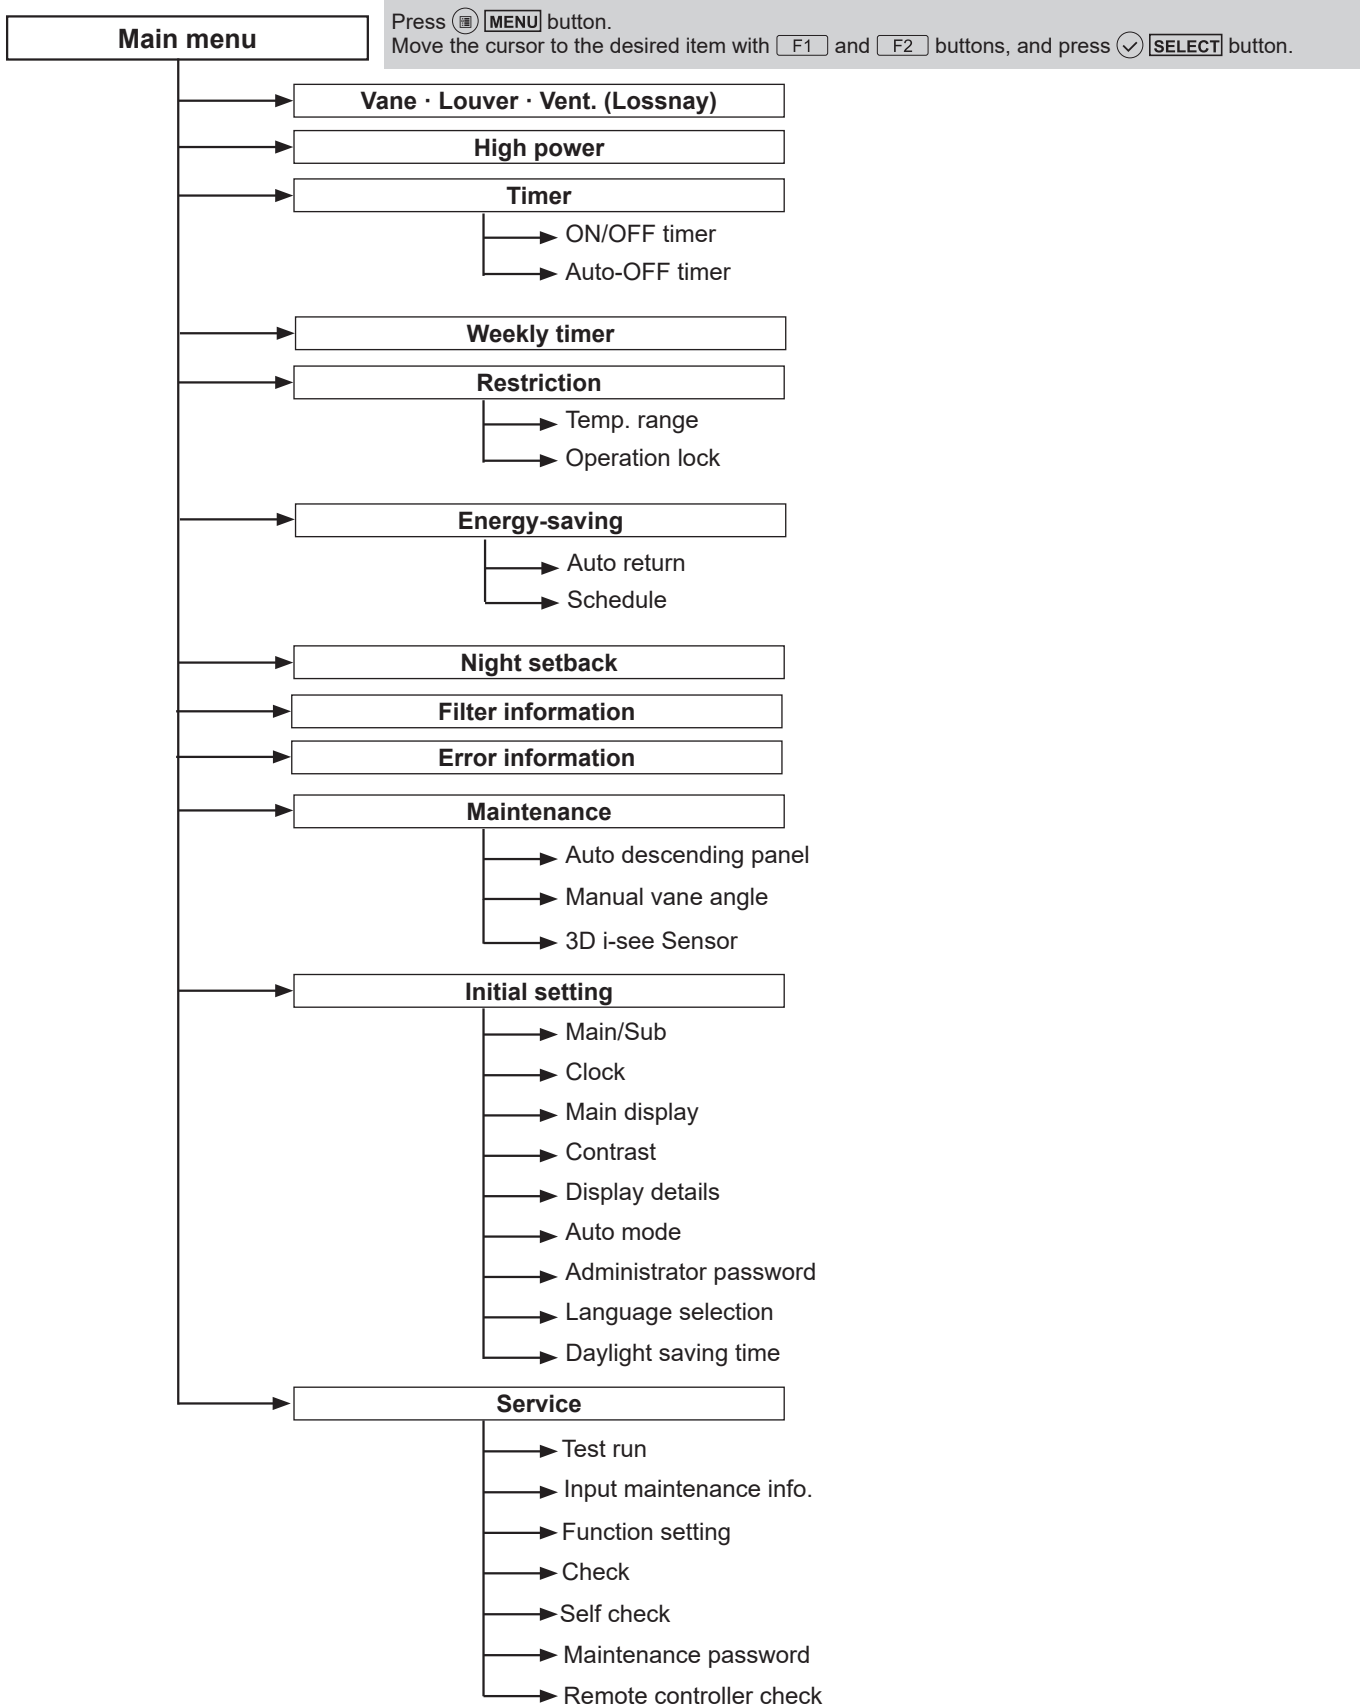 Main menu
Press MENU button.
Move the cursor to the desired item with F1 and F2 buttons, and press SELECT button.
Vane · Louver · Vent. (Lossnay)
High power
Timer
ON/OFF timer
Auto-OFF timer
Weekly timer
Restriction
Temp. range
Operation lock
Energy-saving
Auto return
Schedule
Night setback
Filter information
Error information
Maintenance
Auto descending panel
Manual vane angle
3D i-see Sensor
Initial setting
Main/Sub
Clock
Main display
Contrast
Display details
Auto mode
Administrator password
Language selection
Daylight saving time
Service
Test run
Input maintenance info.
Function setting
Check
Self check
Maintenance password
Remote controller check